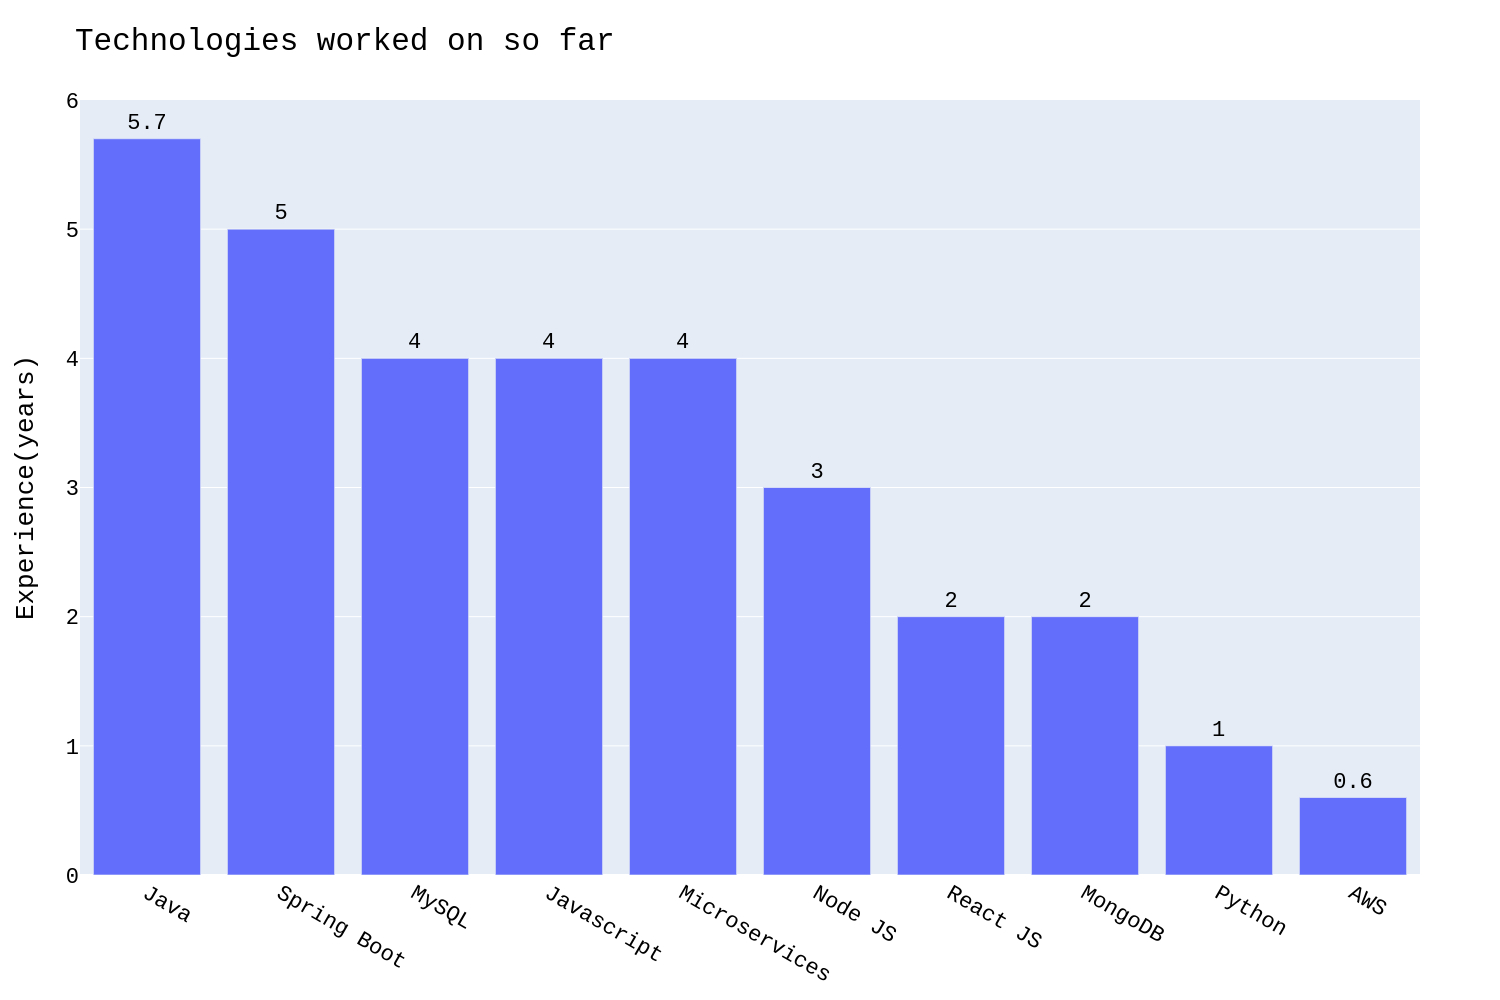 Technologies worked on so far
6
5
4
3
2
1
0
Experience(years)
5.7
5
4
4
4
3
2
2
1
0.6
Java
Spring Boot
MySQL
Javascript
Microservices
Node JS
React JS
MongoDB
Python
AWS